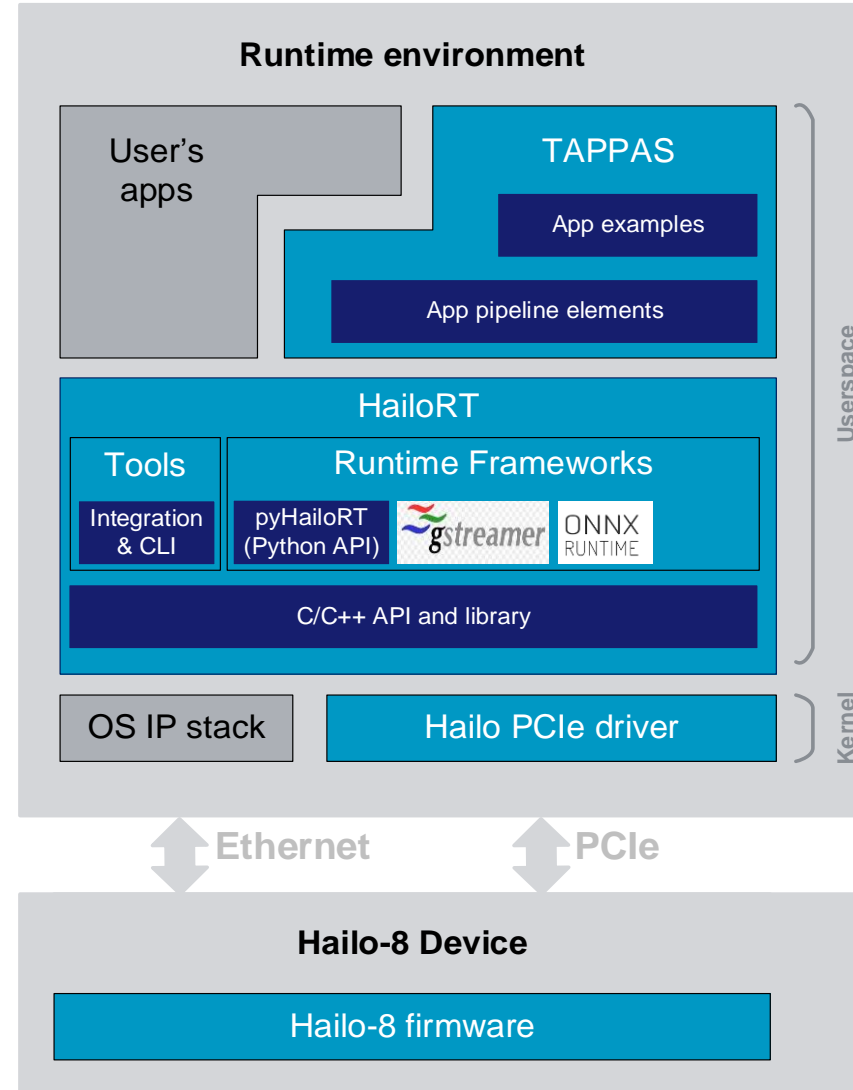 Runtime environment
User's
apps
TAPPAS
App examples
App pipeline elements
Userspace
HailoRT
Tools
Runtime Frameworks
Integration
& CLI
pyHailoRT
(Python API)
gstreamer
ONNX
RUNTIME
C/C++ API and library
OS IP stack
Hailo PCIe driver
Kernel
Ethernet
PCIe
Hailo-8 Device
Hailo-8 firmware